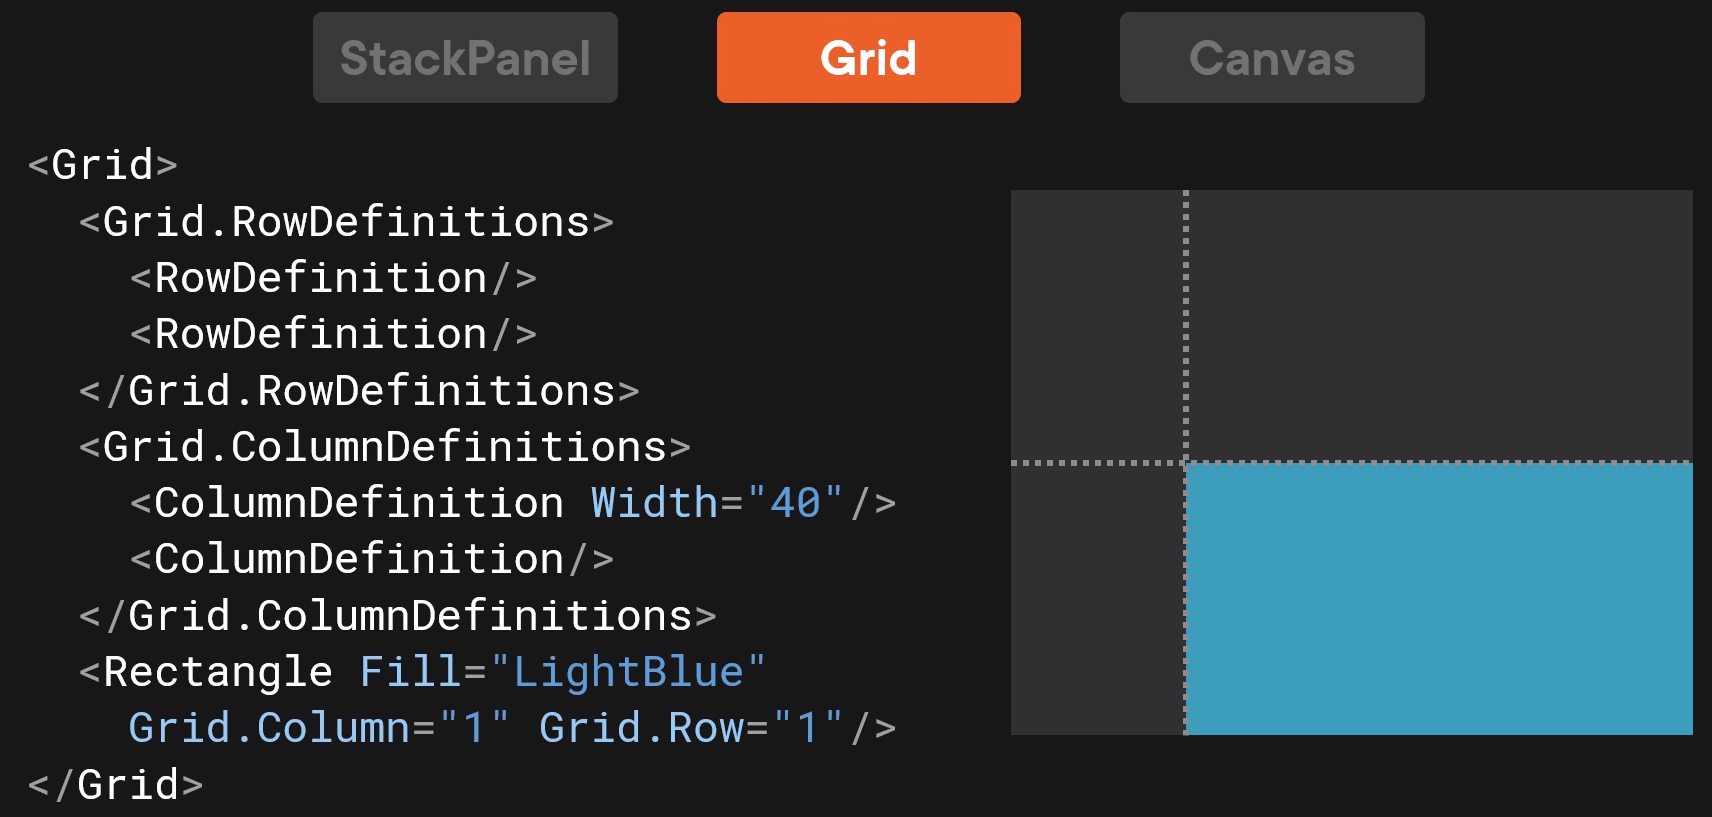 StackPanel Grid Canvas
<Grid>
  <Grid.RowDefinitions>
    <RowDefinition/>
    <RowDefinition/>
  </Grid.RowDefinitions>
  <Grid.ColumnDefinitions>
    <ColumnDefinition Width="40"/>
    <ColumnDefinition/>
  </Grid.ColumnDefinitions>
  <Rectangle Fill="LightBlue"
    Grid.Column="1" Grid.Row="1"/>
</Grid>